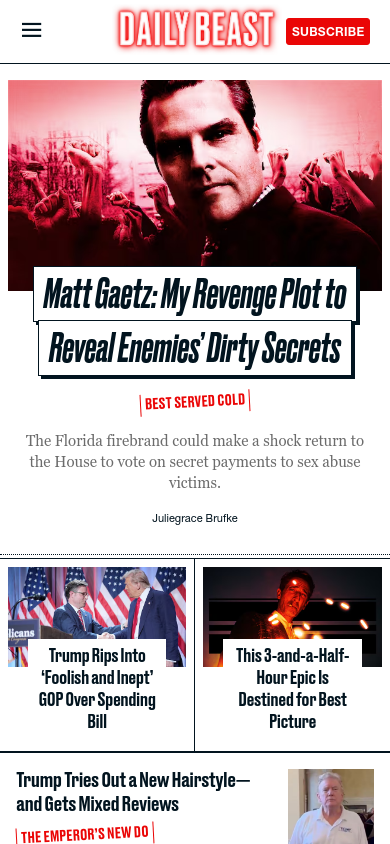 DAILY BEAST
SUBSCRIBE
Matt Gaetz: My Revenge Plot to
Reveal Enemies’ Dirty Secrets
BEST SERVED COLD
The Florida firebrand could make a shock return to
the House to vote on secret payments to sex abuse
victims.
Juliegrace Brufke
licans
Trump Rips Into
‘Foolish and Inept’
GOP Over Spending
Bill
This 3-and-a-Half-
Hour Epic Is
Destined for Best
Picture
Trump Tries Out a New Hairstyle—
and Gets Mixed Reviews
THE EMPEROR’S NEW DO